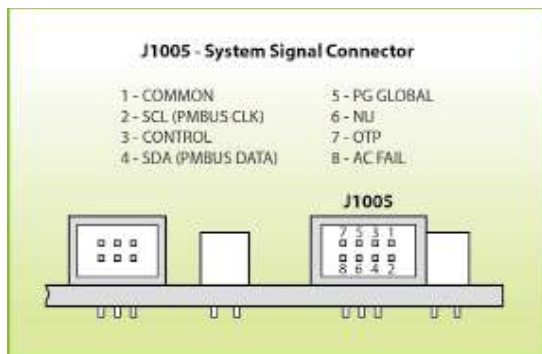 J1005 - System Signal Connector
1 - COMMON
2 - SCL (PMBUS CLK)
3 - CONTROL
4 - SDA (PMBUS DATA)
5 - PG GLOBAL
6 - NU
7 - OTP
8 - AC FAIL
J1005
7 5 3 1
8 6 4 2